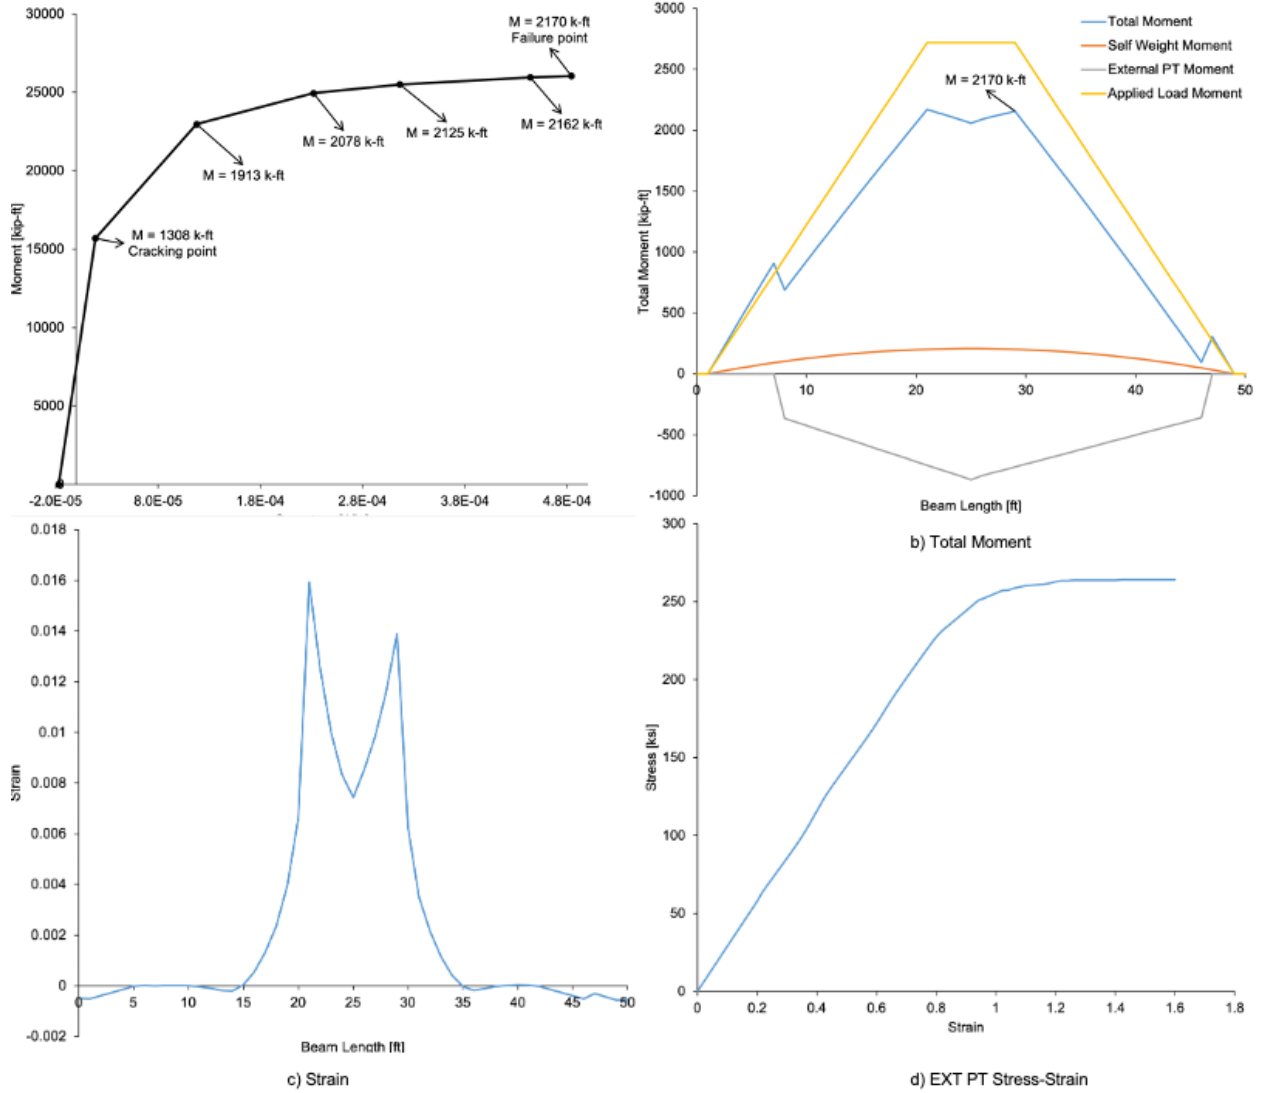 30000
25000
20000
15000
10000
5000
Moment [kip-ft]
M = 2170 k-ft
Failure point
M = 2162 k-ft
M = 2125 k-ft
M = 2078 k-ft
M = 1913 k-ft
M = 1308 k-ft
Cracking point
-2.0E-05 8.0E-05 1.8E-04 2.8E-04 3.8E-04 4.8E-04
3000
2500
2000
1500
1000
500
0
-500
-1000
Total Moment [kip-ft]
Total Moment
Self Weight Moment
External PT Moment
Applied Load Moment
M = 2170 k-ft
0 10 20 30 40 50
Beam Length [ft]
b) Total Moment
0.018
0.016
0.014
0.012
0.01
0.008
0.006
0.004
0.002
0
-0.002
Strain
0 5 10 15 20 25 30 35 40 45 50
Beam Length [ft]
c) Strain
300
250
200
150
100
50
0
Stress [ksi]
0 0.2 0.4 0.6 0.8 1 1.2 1.4 1.6 1.8
Strain
d) EXT PT Stress-Strain